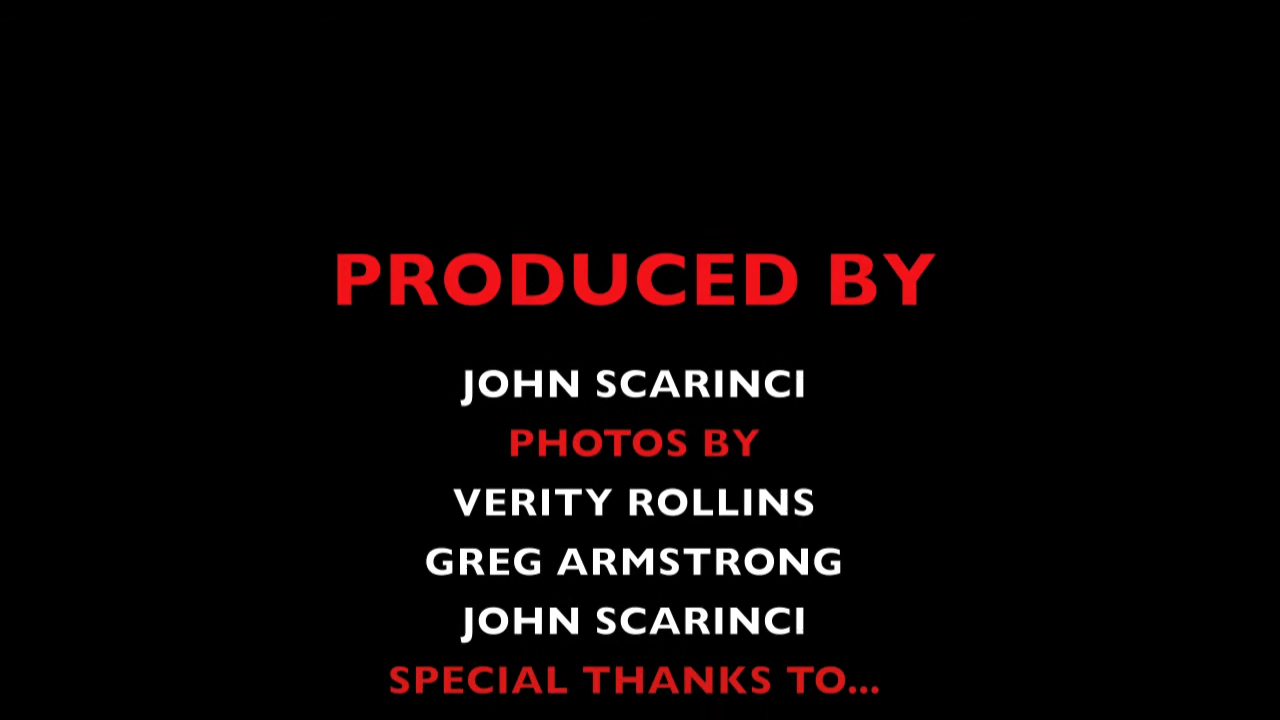 PRODUCED BY
JOHN SCARINCI
PHOTOS BY
VERITY ROLLINS
GREG ARMSTRONG
JOHN SCARINCI
SPECIAL THANKS TO...